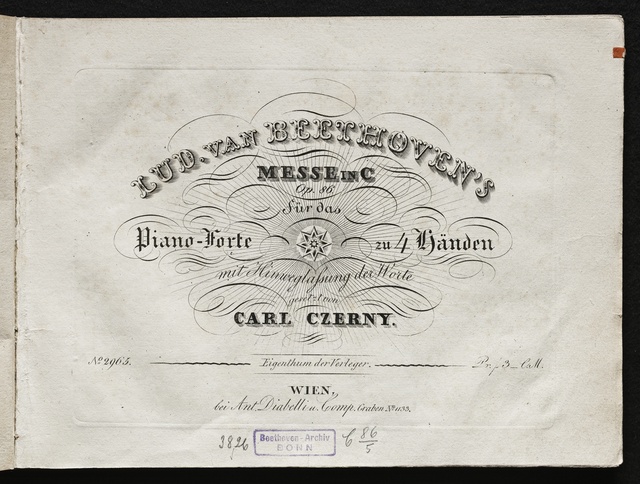 LUD. VAN BEETHOVEN'S
MESSE IN C
Op. 86
für das
Piano-Forte zu 4 Händen
mit Hinweglaßung der Worte
gesetzt von
CARL CZERNY.
No. 2965. Eigenthum der Verleger. Pr. f 3_ C.M.
WIEN,
bei Ant. Diabelli u. Comp. Graben No. 1133.
3826 Beethoven-Archiv BONN C 86/5